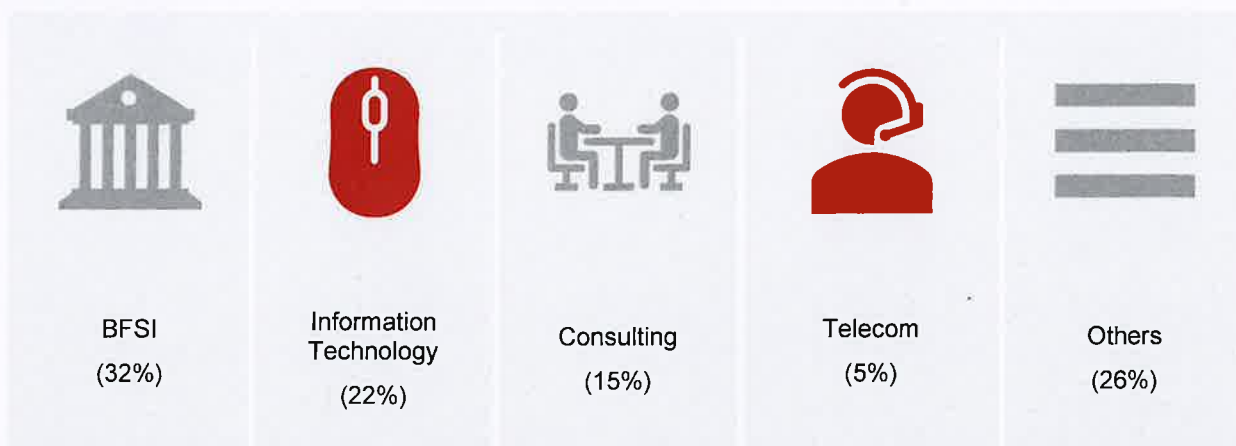 BFSI
(32%)
Information
Technology
(22%)
Consulting
(15%)
Telecom
(5%)
Others
(26%)